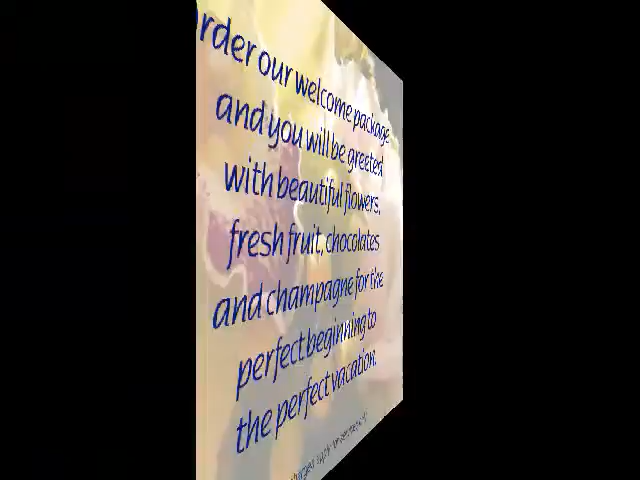 rder our welcome package
and you will be greeted
with beautiful flowers,
fresh fruit, chocolates
and champagne for the
perfect beginning to
the perfect vacation.